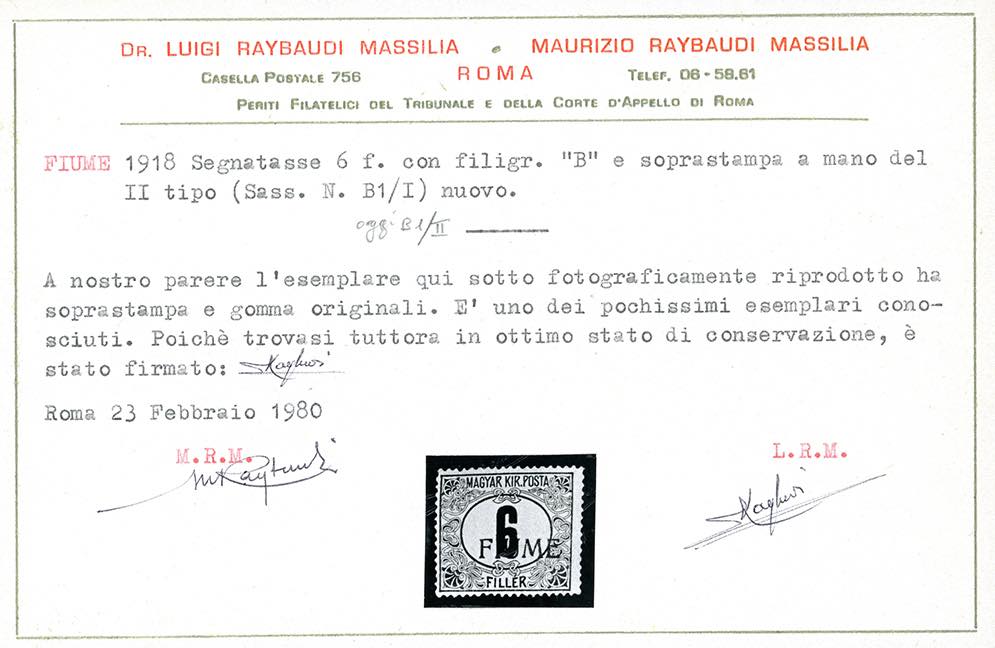 DR. LUIGI RAYBAUDI MASSILIA e MAURIZIO RAYBAUDI MASSILIA
CASELLA POSTALE 756 ROMA TELEF. 06-58.61
PERITI FILATELICI DEL TRIBUNALE E DELLA CORTE D'APPELLO DI ROMA
FIUME 1918 Segnatasse 6 f. con filigr. "B" e soprastampa a mano del
II tipo (Sass. N. B1/I) nuovo.
oggi B1/II
A nostro parere l'esemplare qui sotto fotograficamente riprodotto ha
soprastampa e gomma originali. E' uno dei pochissimi esemplari cono-
sciuti. Poichè trovasi tuttora in ottimo stato di conservazione, è
stato firmato:
Roma 23 Febbraio 1980
M.R.M. L.R.M.
MAGYAR KIR. POSTA
6
FIUME
FILLÉR